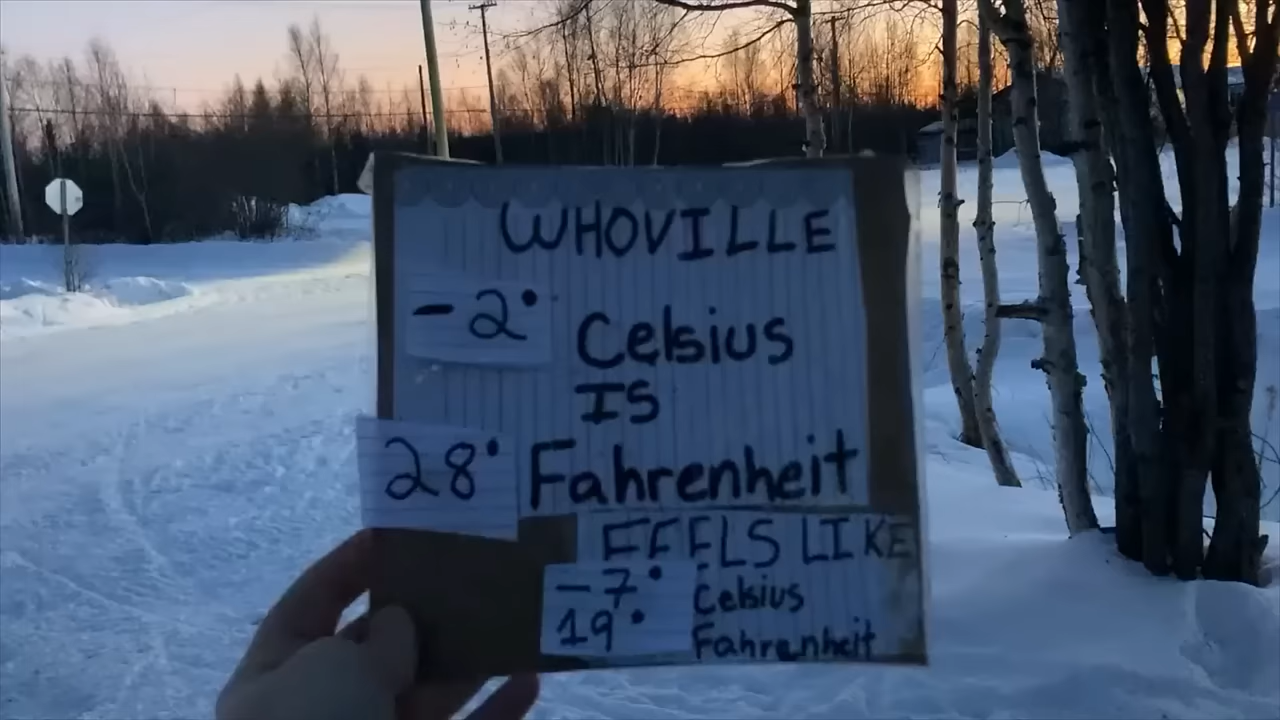 WHOVILLE
-2° Celsius
IS
28° Fahrenheit
FEELS LIKE
-7° Celsius
19° Fahrenheit